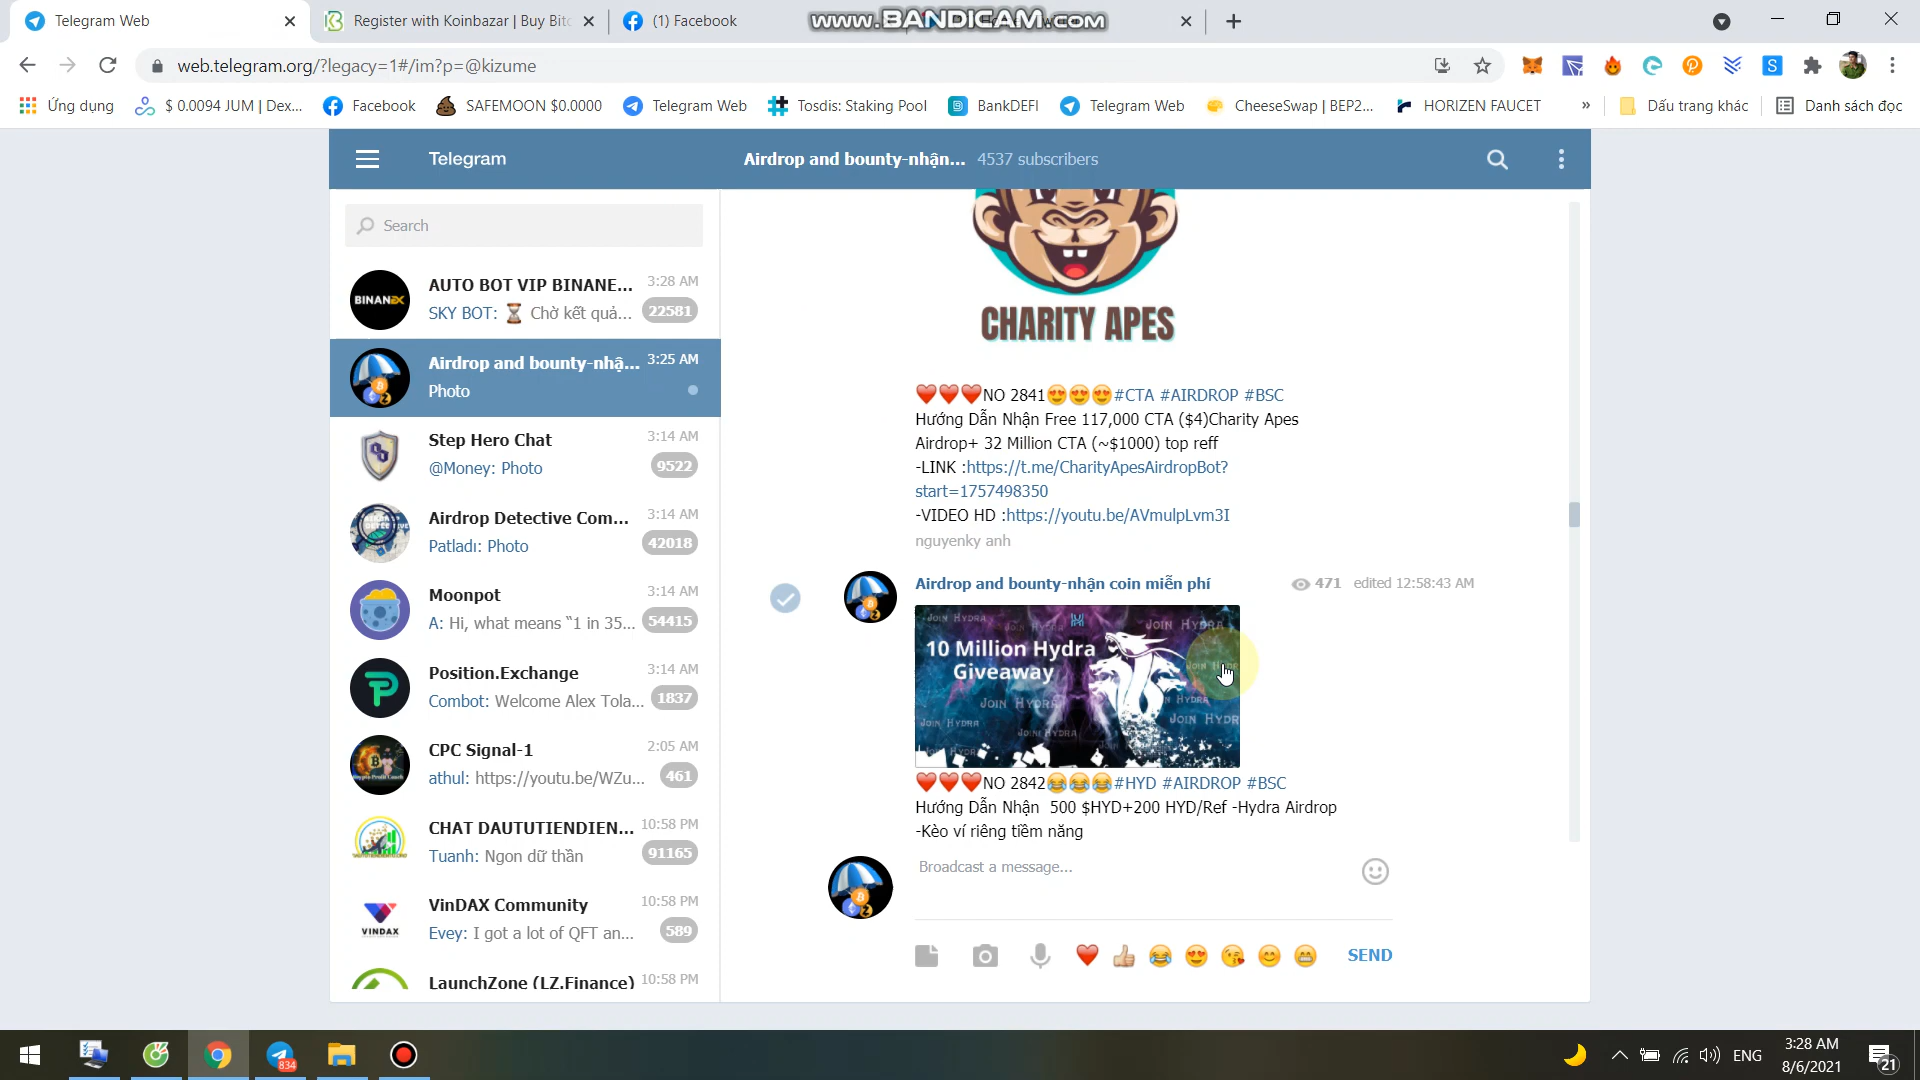 Telegram Web
Register with Koinbazar | Buy Bitc
(1) Facebook
www.BANDICAM.com
web.telegram.org/?legacy=1#/im?p=@kizume
Ứng dụng
$ 0.0094 JUM | Dex...
Facebook
SAFEMOON $0.0000
Telegram Web
Tosdis: Staking Pool
BankDEFI
Telegram Web
CheeseSwap | BEP2...
HORIZEN FAUCET
»
Dấu trang khác
Danh sách đọc
Telegram
Airdrop and bounty-nhận... 4537 subscribers
Search
AUTO BOT VIP BINANE... 3:28 AM
BINANEX
SKY BOT: ⏳ Chờ kết quả... 22581
Airdrop and bounty-nhậ... 3:25 AM
Photo
Step Hero Chat 3:14 AM
@Money: Photo 9522
Airdrop Detective Com... 3:14 AM
Patladı: Photo 42018
Moonpot 3:14 AM
A: Hi, what means "1 in 35... 54415
Position.Exchange 3:14 AM
Combot: Welcome Alex Tola... 1837
CPC Signal-1 2:05 AM
athul: https://youtu.be/WZu... 461
CHAT DAUTUTIENDIEN... 10:58 PM
Tuanh: Ngon dữ thần 91165
VinDAX Community 10:58 PM
VINDAX
Evey: I got a lot of QFT an... 589
LaunchZone (LZ.Finance) 10:58 PM
CHARITY APES
❤️❤️❤️NO 2841😍😍😍#CTA #AIRDROP #BSC
Hướng Dẫn Nhận Free 117,000 CTA ($4)Charity Apes
Airdrop+ 32 Million CTA (~$1000) top reff
-LINK :https://t.me/CharityApesAirdropBot?
start=1757498350
-VIDEO HD :https://youtu.be/AVmulpLvm3I
nguyenky anh
Airdrop and bounty-nhận coin miễn phí 471 edited 12:58:43 AM
JOIN HYDRA
10 Million Hydra
Giveaway
JOIN HYDRA
JOIN HYDR
❤️❤️❤️NO 2842😂😂😂#HYD #AIRDROP #BSC
Hướng Dẫn Nhận 500 $HYD+200 HYD/Ref -Hydra Airdrop
-Kèo ví riêng tiềm năng
Broadcast a message...
❤️👍😂😍😘😊😁 SEND
834
ENG
3:28 AM
8/6/2021
21